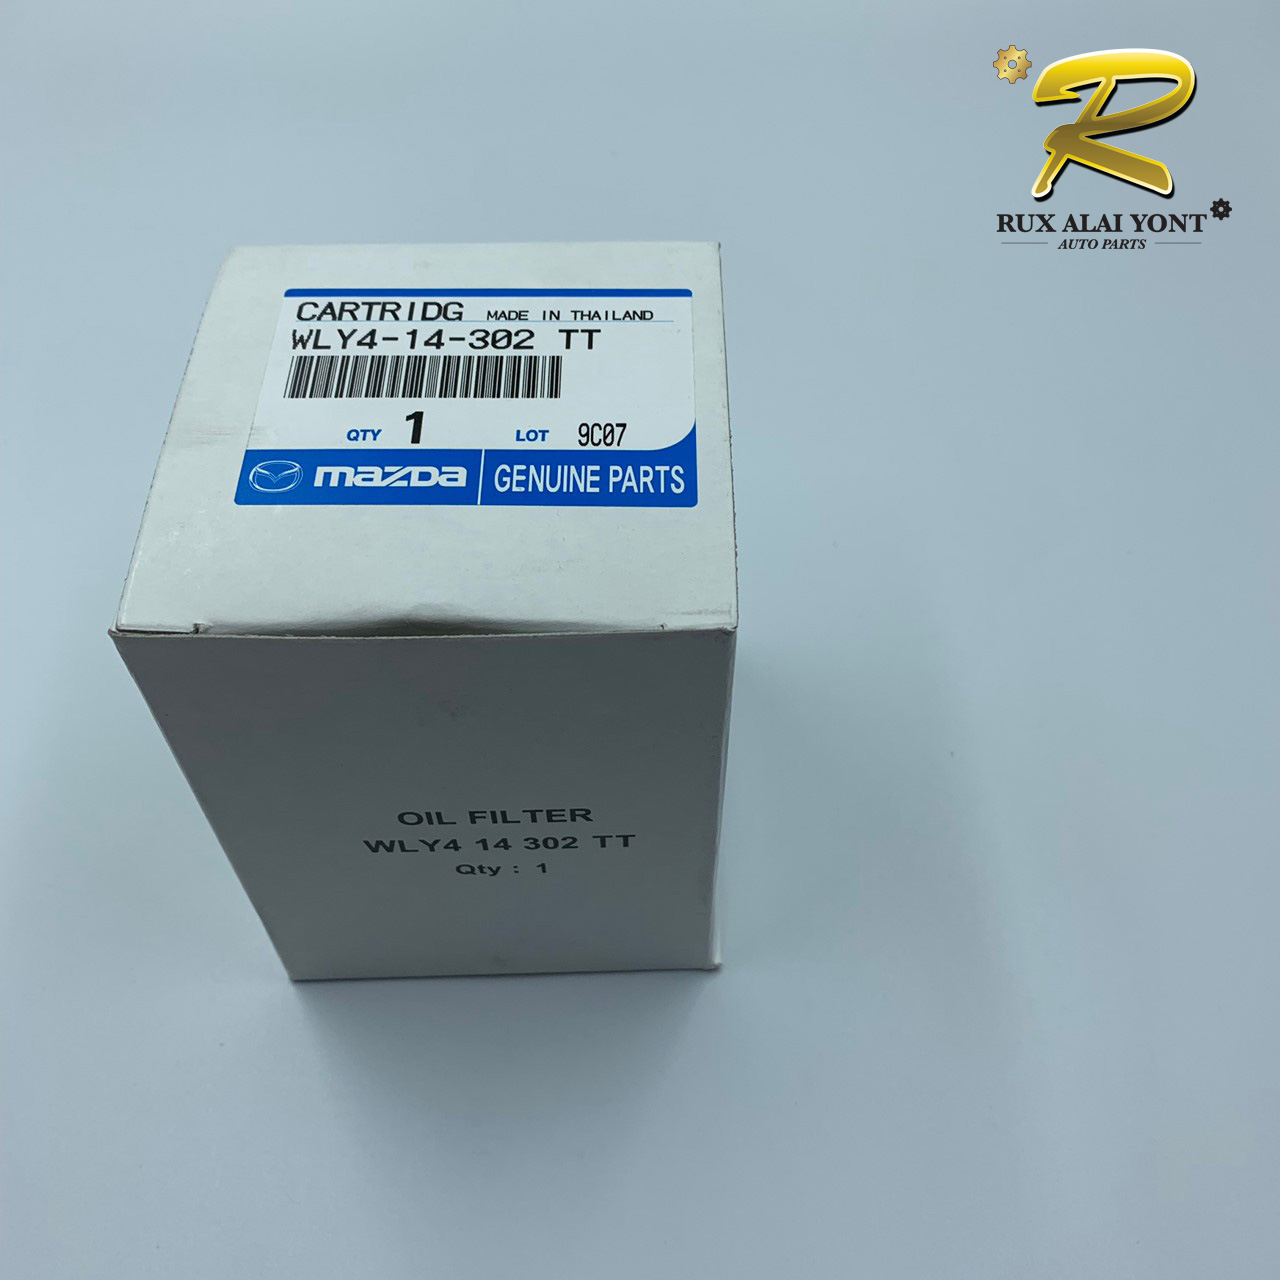 R
RUX ALAI YONT
AUTO PARTS
CARTRIDG MADE IN THAILAND
WLY4-14-302 TT
QTY 1 LOT 9C07
mazda GENUINE PARTS
OIL FILTER
WLY4 14 302 TT
Qty : 1